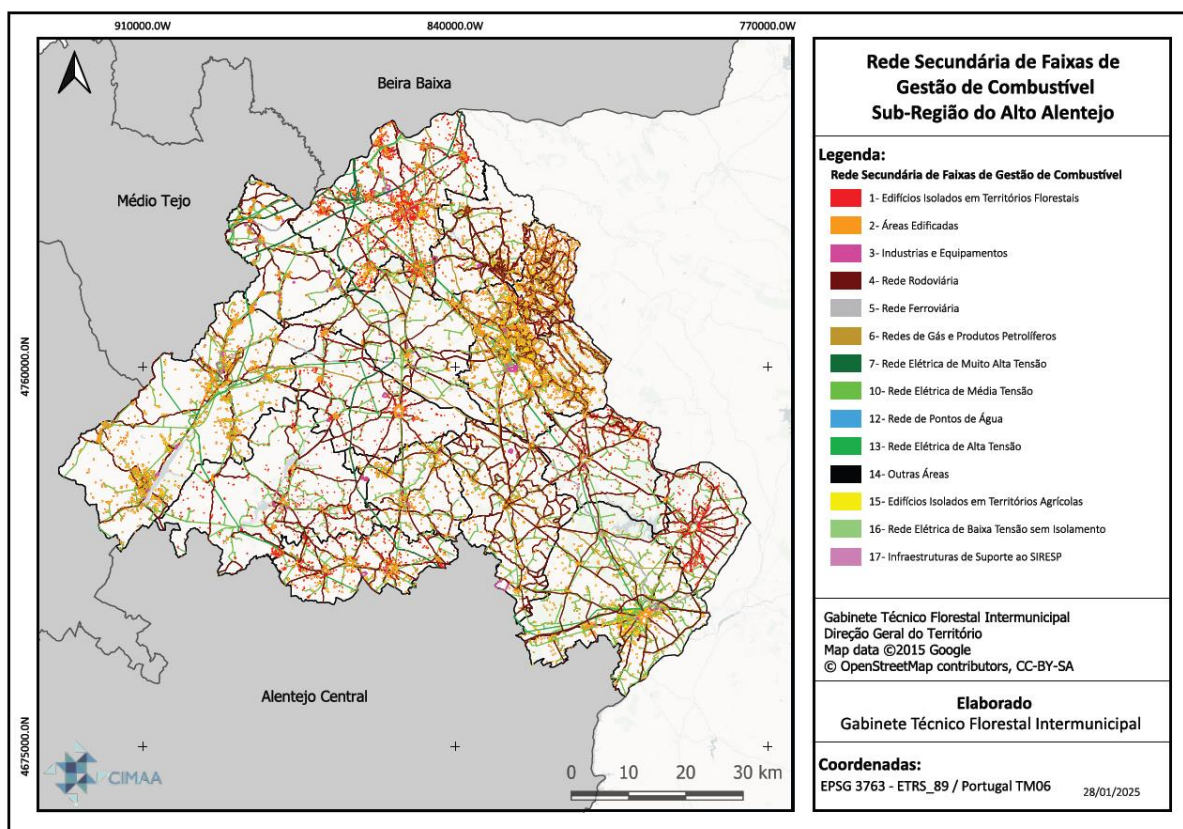 910000.0W
840000.0W
770000.0W
4760000.0N
4675000.0N
Beira Baixa
Médio Tejo
Alentejo Central
CIMAA
0 10 20 30 km
Rede Secundária de Faixas de
Gestão de Combustível
Sub-Região do Alto Alentejo
Legenda:
Rede Secundária de Faixas de Gestão de Combustível
1- Edifícios Isolados em Territórios Florestais
2- Áreas Edificadas
3- Industrias e Equipamentos
4- Rede Rodoviária
5- Rede Ferroviária
6- Redes de Gás e Produtos Petrolíferos
7- Rede Elétrica de Muito Alta Tensão
10- Rede Elétrica de Média Tensão
12- Rede de Pontos de Água
13- Rede Elétrica de Alta Tensão
14- Outras Áreas
15- Edifícios Isolados em Territórios Agrícolas
16- Rede Elétrica de Baixa Tensão sem Isolamento
17- Infraestruturas de Suporte ao SIRESP
Gabinete Técnico Florestal Intermunicipal
Direção Geral do Território
Map data ©2015 Google
© OpenStreetMap contributors, CC-BY-SA
Elaborado
Gabinete Técnico Florestal Intermunicipal
Coordenadas:
EPSG 3763 - ETRS_89 / Portugal TM06
28/01/2025